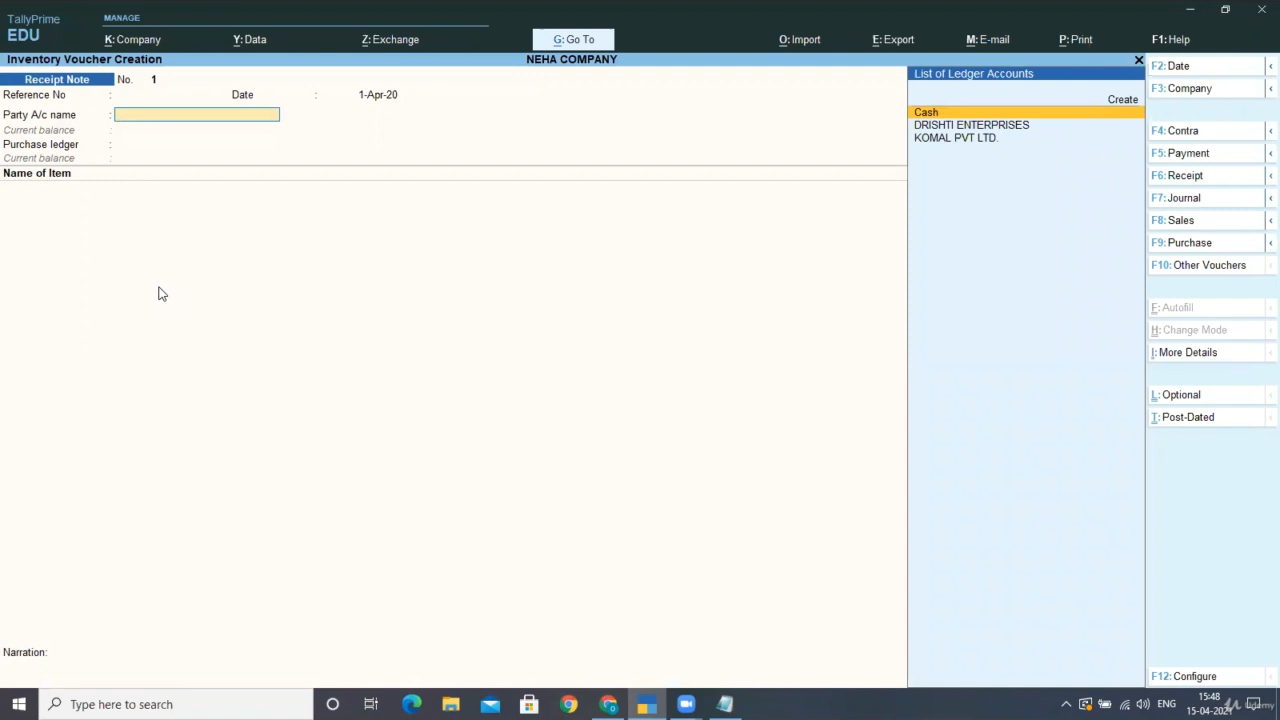 TallyPrime
EDU
MANAGE
K: Company
Y: Data
Z: Exchange
G: Go To
O: Import
E: Export
M: E-mail
P: Print
F1: Help
Inventory Voucher Creation
NEHA COMPANY
Receipt Note No. 1
Reference No : Date : 1-Apr-20
Party A/c name :
Current balance :
Purchase ledger :
Current balance :
Name of Item
Narration:
List of Ledger Accounts
Create
Cash
DRISHTI ENTERPRISES
KOMAL PVT LTD.
F2: Date
F3: Company
F4: Contra
F5: Payment
F6: Receipt
F7: Journal
F8: Sales
F9: Purchase
F10: Other Vouchers
F: Autofill
H: Change Mode
I: More Details
L: Optional
T: Post-Dated
F12: Configure
Type here to search
ENG
15:48
15-04-2021
Udemy